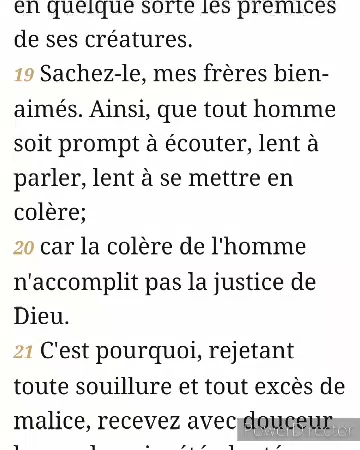 en quelque sorte les prémices
de ses créatures.
19 Sachez-le, mes frères bien-
aimés. Ainsi, que tout homme
soit prompt à écouter, lent à
parler, lent à se mettre en
colère;
20 car la colère de l'homme
n'accomplit pas la justice de
Dieu.
21 C'est pourquoi, rejetant
toute souillure et tout excès de
malice, recevez avec douceur
PowerDirector